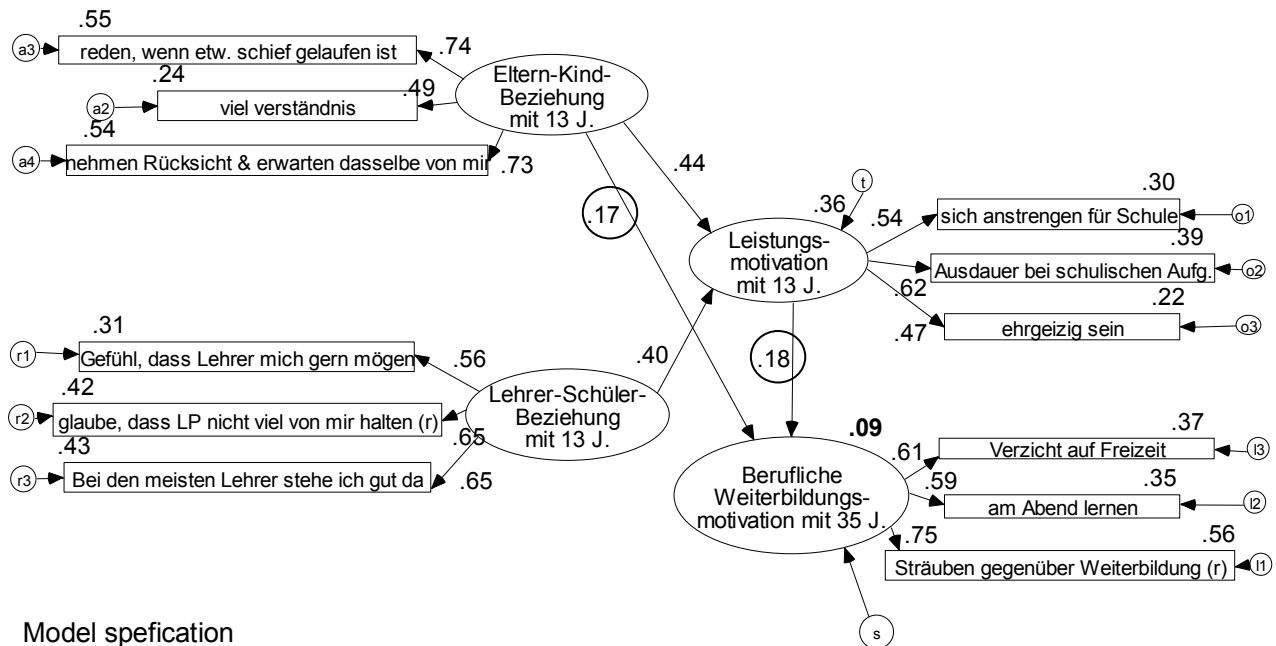 .55
a3
reden, wenn etw. schief gelaufen ist
.74
.24
a2
viel verständnis
.49
.54
a4
nehmen Rücksicht & erwarten dasselbe von mir
.73
Eltern-Kind-
Beziehung
mit 13 J.
.44
.17
t
.36
Leistungs-
motivation
mit 13 J.
.54
.30
sich anstrengen für Schule
o1
.39
Ausdauer bei schulischen Aufg.
o2
.62
.22
ehrgeizig sein
o3
.47
.31
r1
Gefühl, dass Lehrer mich gern mögen
.56
.42
r2
glaube, dass LP nicht viel von mir halten (r)
.65
.43
r3
Bei den meisten Lehrer stehe ich gut da
.65
Lehrer-Schüler-
Beziehung
mit 13 J.
.40
.18
.09
Berufliche
Weiterbildungs-
motivation mit 35 J.
.61
.37
Verzicht auf Freizeit
l3
.59
.35
am Abend lernen
l2
.75
.56
Sträuben gegenüber Weiterbildung (r)
l1
s
Model spefication